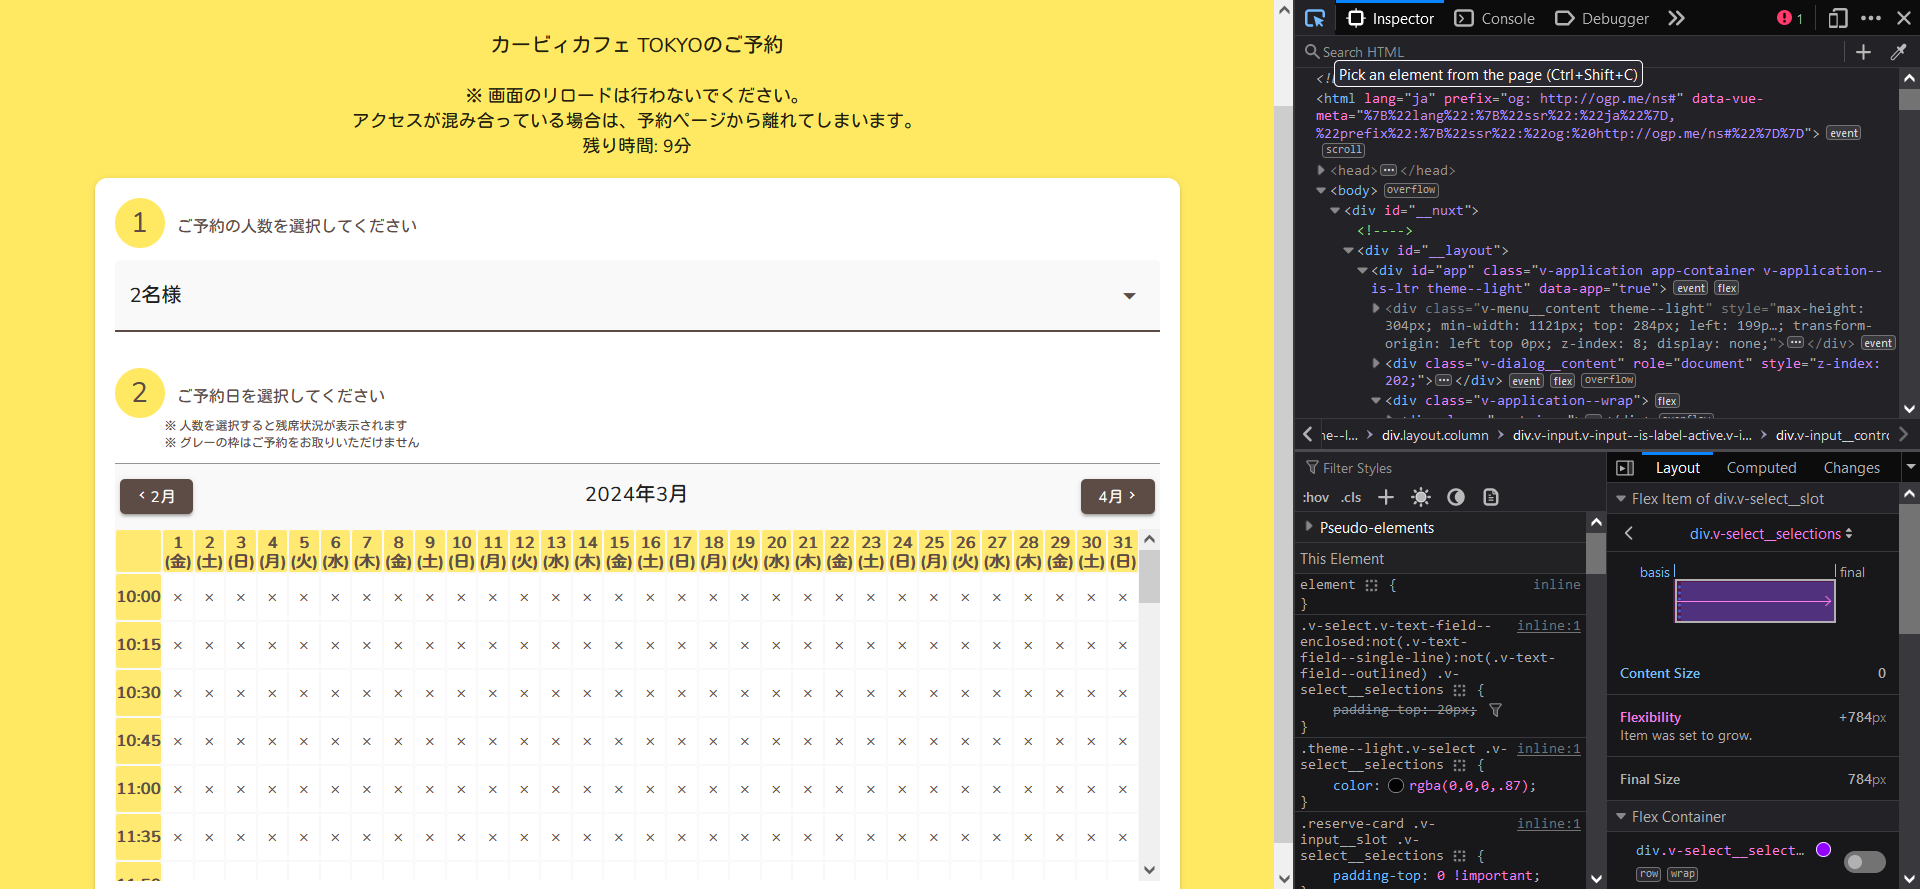 カービィカフェ TOKYOのご予約
※ 画面のリロードは行わないでください。
アクセスが混み合っている場合は、予約ページから離れてしまいます。
残り時間: 9分
1 ご予約の人数を選択してください
2名様
2 ご予約日を選択してください
※ 人数を選択すると残席状況が表示されます
※ グレーの枠はご予約をお取りいただけません
‹ 2月 2024年3月 4月 ›
1 2 3 4 5 6 7 8 9 10 11 12 13 14 15 16 17 18 19 20 21 22 23 24 25 26 27 28 29 30 31
(金) (土) (日) (月) (火) (水) (木) (金) (土) (日) (月) (火) (水) (木) (金) (土) (日) (月) (火) (水) (木) (金) (土) (日) (月) (火) (水) (木) (金) (土) (日)
10:00 × × × × × × × × × × × × × × × × × × × × × × × × × × × × × × ×
10:15 × × × × × × × × × × × × × × × × × × × × × × × × × × × × × × ×
10:30 × × × × × × × × × × × × × × × × × × × × × × × × × × × × × × ×
10:45 × × × × × × × × × × × × × × × × × × × × × × × × × × × × × × ×
11:00 × × × × × × × × × × × × × × × × × × × × × × × × × × × × × × ×
11:35 × × × × × × × × × × × × × × × × × × × × × × × × × × × × × × ×
Inspector Console Debugger 1
Search HTML
Pick an element from the page (Ctrl+Shift+C)
<html lang="ja" prefix="og: http://ogp.me/ns#" data-vue-
meta="%7B%22lang%22:%7B%22ssr%22:%22ja%22%7D,
%22prefix%22:%7B%22ssr%22:%22og:%20http://ogp.me/ns#%22%7D%7D"> event
scroll
<head> ••• </head>
<body> overflow
<div id="__nuxt">
<!---->
<div id="__layout">
<div id="app" class="v-application app-container v-application--
is-ltr theme--light" data-app="true"> event flex
<div class="v-menu__content theme--light" style="max-height:
304px; min-width: 1121px; top: 284px; left: 199p…; transform-
origin: left top 0px; z-index: 8; display: none;"> ••• </div> event
<div class="v-dialog__content" role="document" style="z-index:
202;"> ••• </div> event flex overflow
<div class="v-application--wrap"> flex
ne--l... › div.layout.column › div.v-input.v-input--is-label-active.v-i... › div.v-input__contro
Filter Styles
:hov .cls
Pseudo-elements
This Element
element { inline
}
.v-select.v-text-field-- inline:1
enclosed:not(.v-text-
field--single-line):not(.v-text-
field--outlined) .v-
select__selections {
padding-top: 20px;
}
.theme--light.v-select .v- inline:1
select__selections {
color: rgba(0,0,0,.87);
}
.reserve-card .v- inline:1
input__slot .v-
select__selections {
padding-top: 0 !important;
Layout Computed Changes
Flex Item of div.v-select__slot
div.v-select__selections
basis final
Content Size 0
Flexibility +784px
Item was set to grow.
Final Size 784px
Flex Container
div.v-select__select…
row wrap